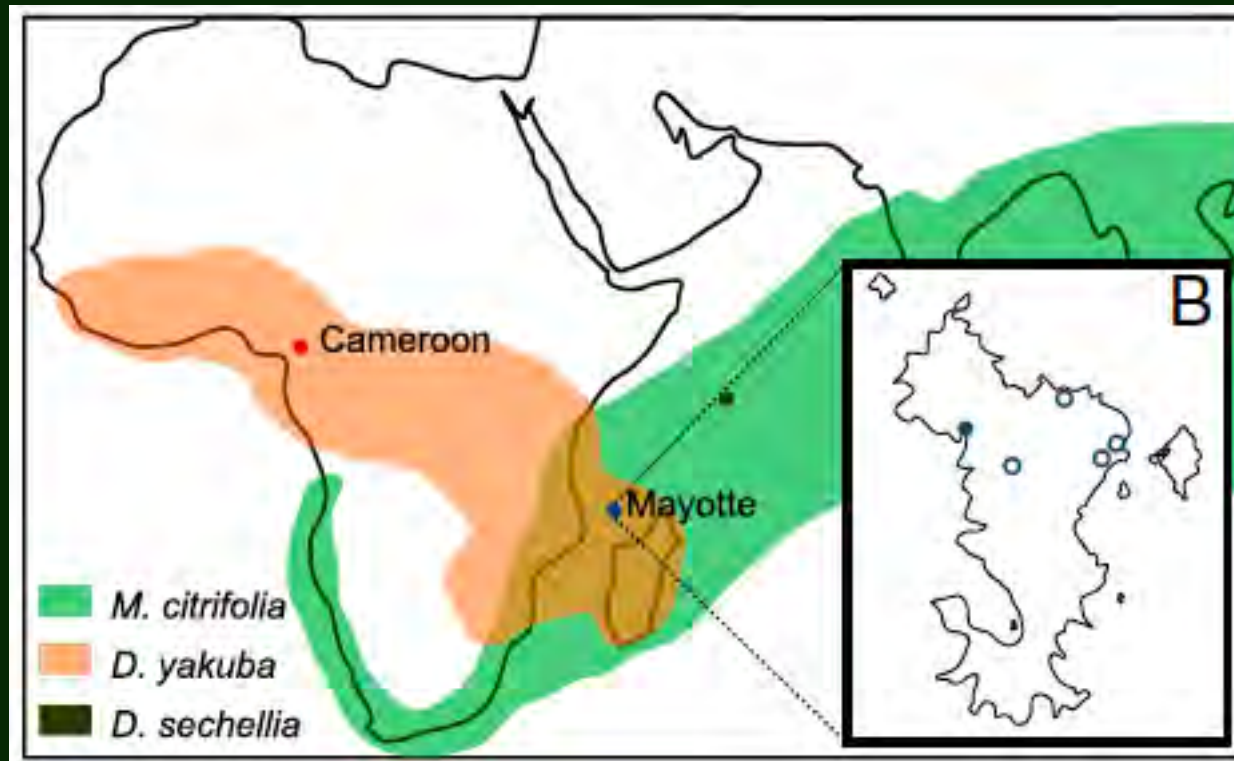 B
Cameroon
Mayotte
M. citrifolia
D. yakuba
D. sechellia